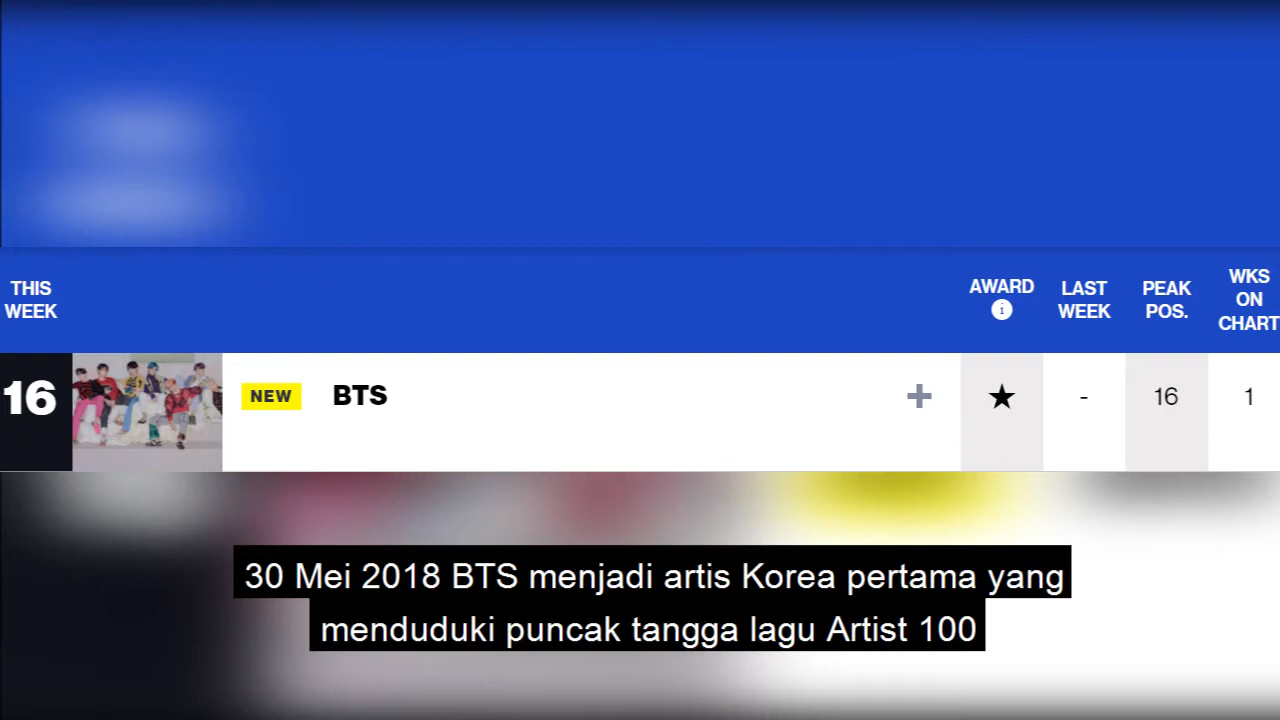 THIS WEEK
AWARD
i
LAST WEEK
PEAK POS.
WKS ON CHART
16
NEW
BTS
-
16
1
30 Mei 2018 BTS menjadi artis Korea pertama yang
menduduki puncak tangga lagu Artist 100